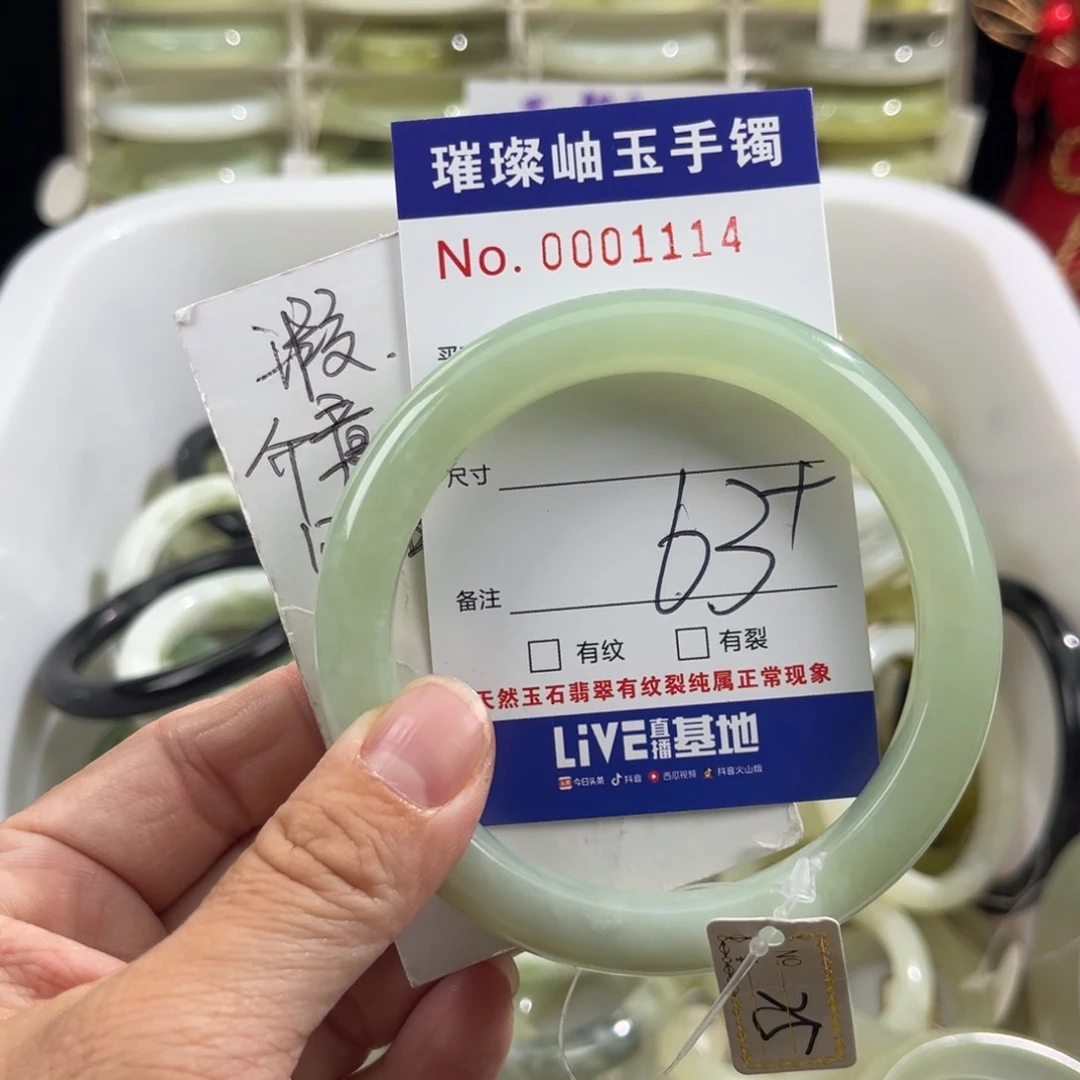 璀璨岫玉手镯
No. 0001114
尺寸
63+
备注
有纹
有裂
天然玉石翡翠有纹裂纯属正常现象
LiVE直播基地
今日头条 抖音 西瓜视频 抖音火山版
NO